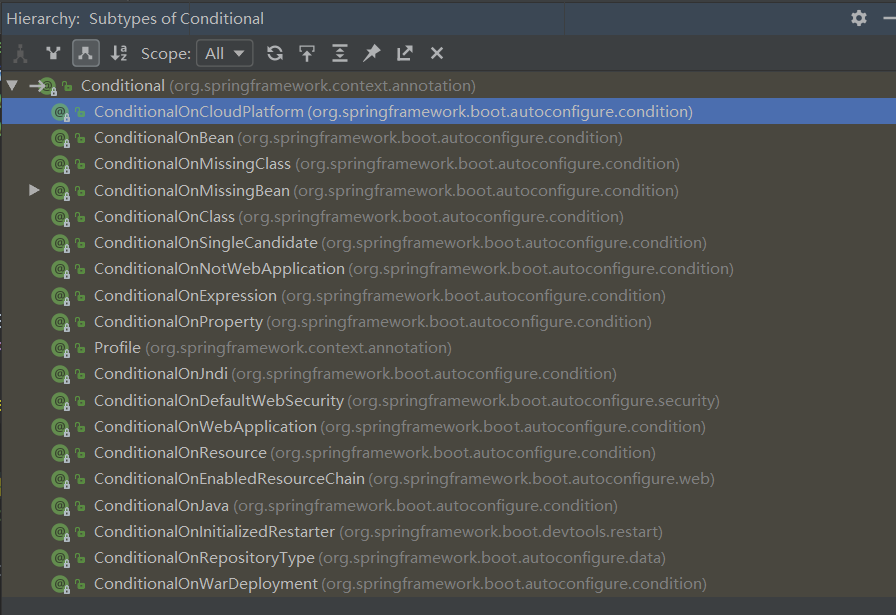 Hierarchy: Subtypes of Conditional
Scope: All
Conditional (org.springframework.context.annotation)
ConditionalOnCloudPlatform (org.springframework.boot.autoconfigure.condition)
ConditionalOnBean (org.springframework.boot.autoconfigure.condition)
ConditionalOnMissingClass (org.springframework.boot.autoconfigure.condition)
ConditionalOnMissingBean (org.springframework.boot.autoconfigure.condition)
ConditionalOnClass (org.springframework.boot.autoconfigure.condition)
ConditionalOnSingleCandidate (org.springframework.boot.autoconfigure.condition)
ConditionalOnNotWebApplication (org.springframework.boot.autoconfigure.condition)
ConditionalOnExpression (org.springframework.boot.autoconfigure.condition)
ConditionalOnProperty (org.springframework.boot.autoconfigure.condition)
Profile (org.springframework.context.annotation)
ConditionalOnJndi (org.springframework.boot.autoconfigure.condition)
ConditionalOnDefaultWebSecurity (org.springframework.boot.autoconfigure.security)
ConditionalOnWebApplication (org.springframework.boot.autoconfigure.condition)
ConditionalOnResource (org.springframework.boot.autoconfigure.condition)
ConditionalOnEnabledResourceChain (org.springframework.boot.autoconfigure.web)
ConditionalOnJava (org.springframework.boot.autoconfigure.condition)
ConditionalOnInitializedRestarter (org.springframework.boot.devtools.restart)
ConditionalOnRepositoryType (org.springframework.boot.autoconfigure.data)
ConditionalOnWarDeployment (org.springframework.boot.autoconfigure.condition)